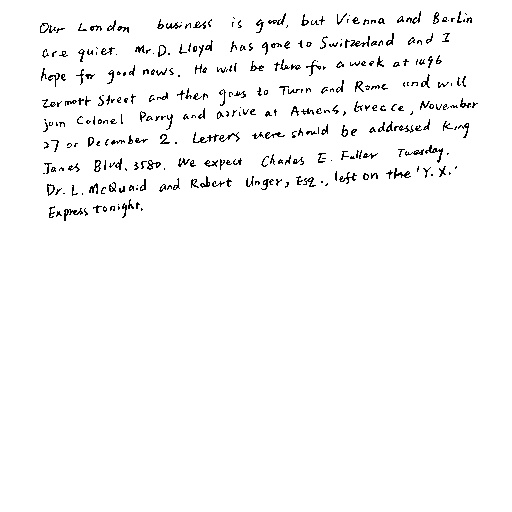 Our London business is good, but Vienna and Berlin
are quiet. Mr. D. Lloyd has gone to Switzerland and I
hope for good news. He will be there for a week at 1496
Zermott Street and then goes to Turin and Rome and will
join Colonel Parry and arrive at Athens, Greece, November
27 or December 2. Letters there should be addressed King
James Blvd. 3580. We expect Charles E. Fuller Tuesday.
Dr. L. McQuaid and Robert Unger, Esq., left on the 'Y.X.'
Express tonight.